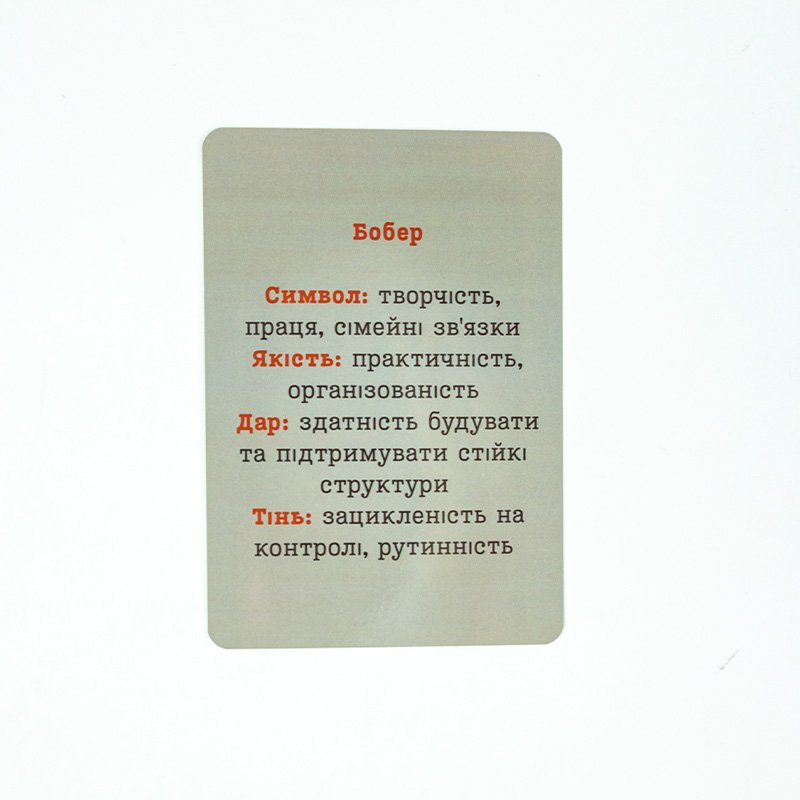 Бобер
Символ: творчість,
праця, сімейні зв'язки
Якість: практичність,
організованість
Дар: здатність будувати
та підтримувати стійкі
структури
Тінь: зацикленість на
контролі, рутинність